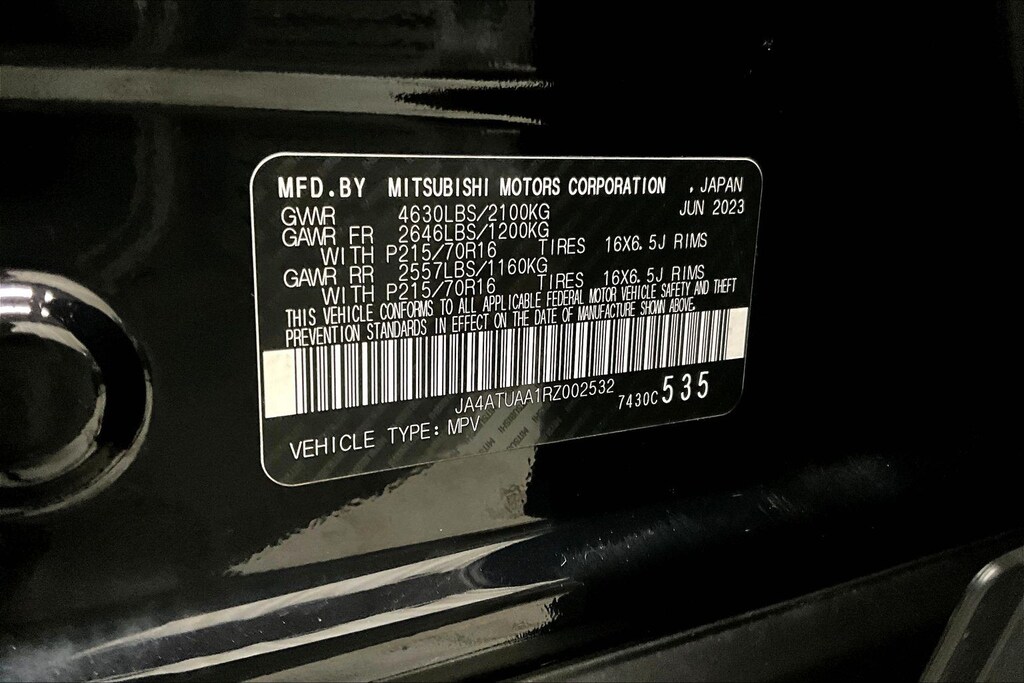 MFD.BY MITSUBISHI MOTORS CORPORATION , JAPAN
JUN 2023
GVWR 4630LBS/2100KG
GAWR FR 2646LBS/1200KG
WITH P215/70R16 TIRES 16X6.5J RIMS
GAWR RR 2557LBS/1160KG
WITH P215/70R16 TIRES 16X6.5J RIMS
THIS VEHICLE CONFORMS TO ALL APPLICABLE FEDERAL MOTOR VEHICLE SAFETY AND THEFT
PREVENTION STANDARDS IN EFFECT ON THE DATE OF MANUFACTURE SHOWN ABOVE.
JA4ATUAA1RZ002532
7430C 535
VEHICLE TYPE: MPV